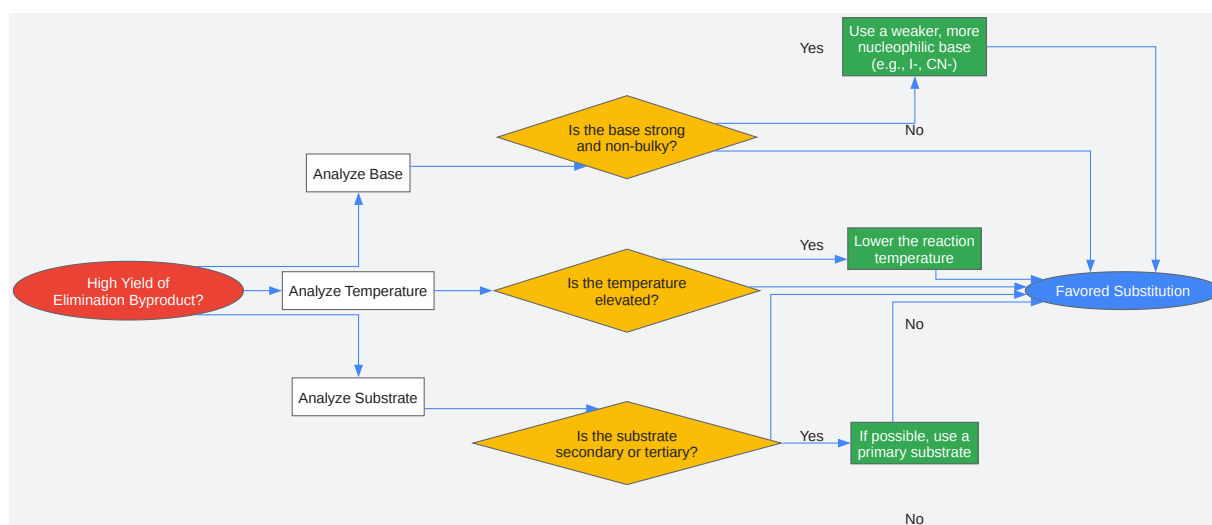 Yes
Use a weaker, more
nucleophilic base
(e.g., I-, CN-)
Is the base strong
and non-bulky?
No
Analyze Base
Yes
Lower the reaction
temperature
High Yield of
Elimination Byproduct?
Analyze Temperature
Is the temperature
elevated?
Favored Substitution
No
Analyze Substrate
Is the substrate
secondary or tertiary?
Yes
If possible, use a
primary substrate
No